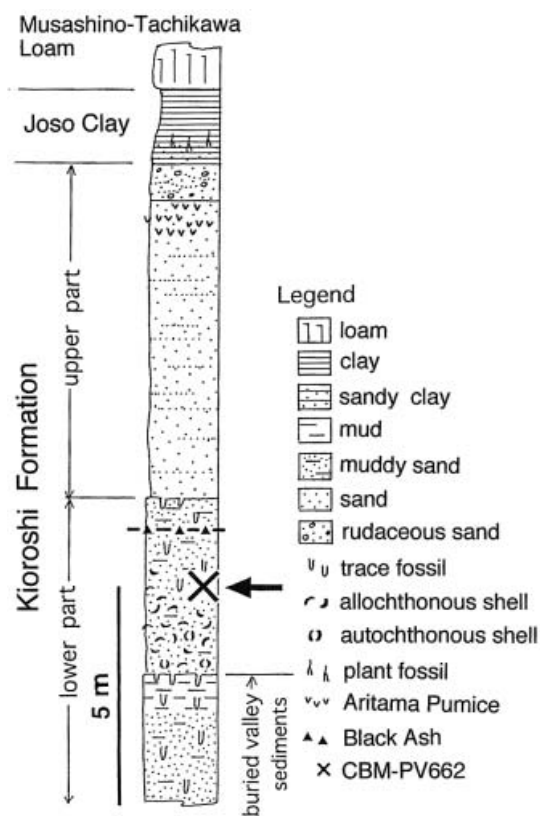 Musashino-Tachikawa
Loam
Joso Clay
Kioroshi Formation
upper part
lower part
5 m
buried valley
sediments
Legend
loam
clay
sandy clay
mud
muddy sand
sand
rudaceous sand
trace fossil
allochthonous shell
autochthonous shell
plant fossil
Aritama Pumice
Black Ash
CBM-PV662